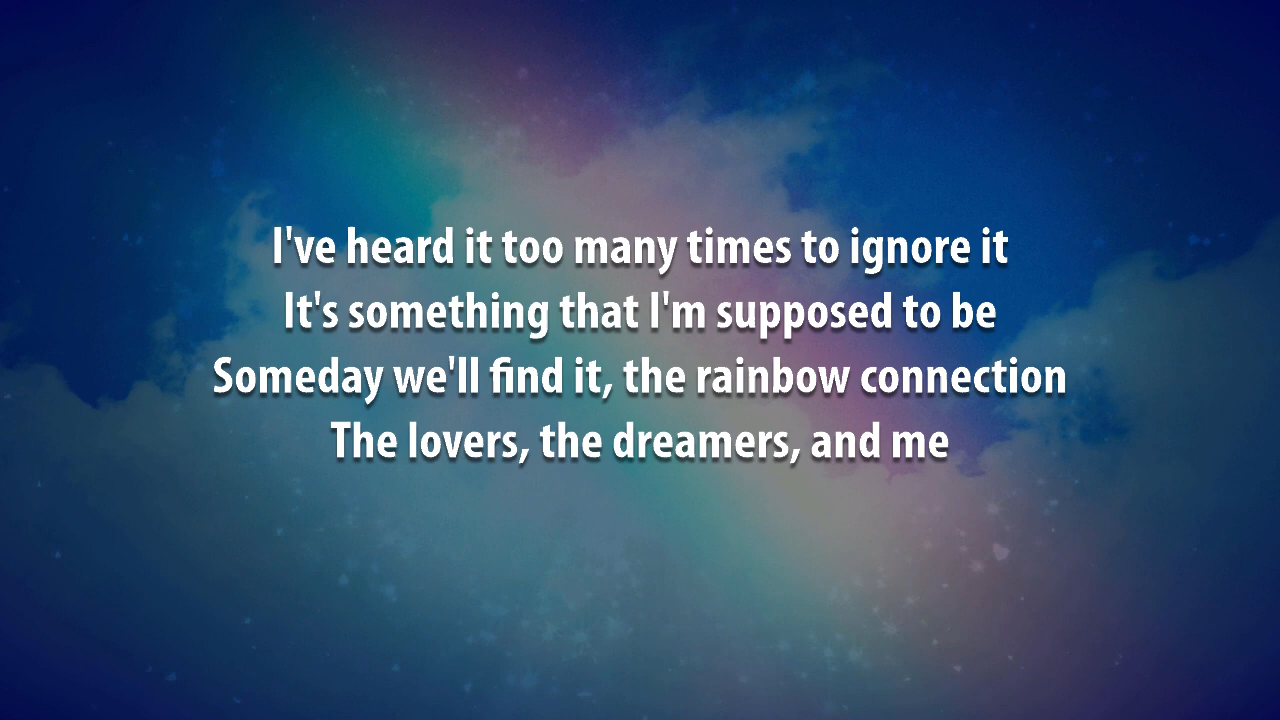 I've heard it too many times to ignore it
It's something that I'm supposed to be
Someday we'll find it, the rainbow connection
The lovers, the dreamers, and me